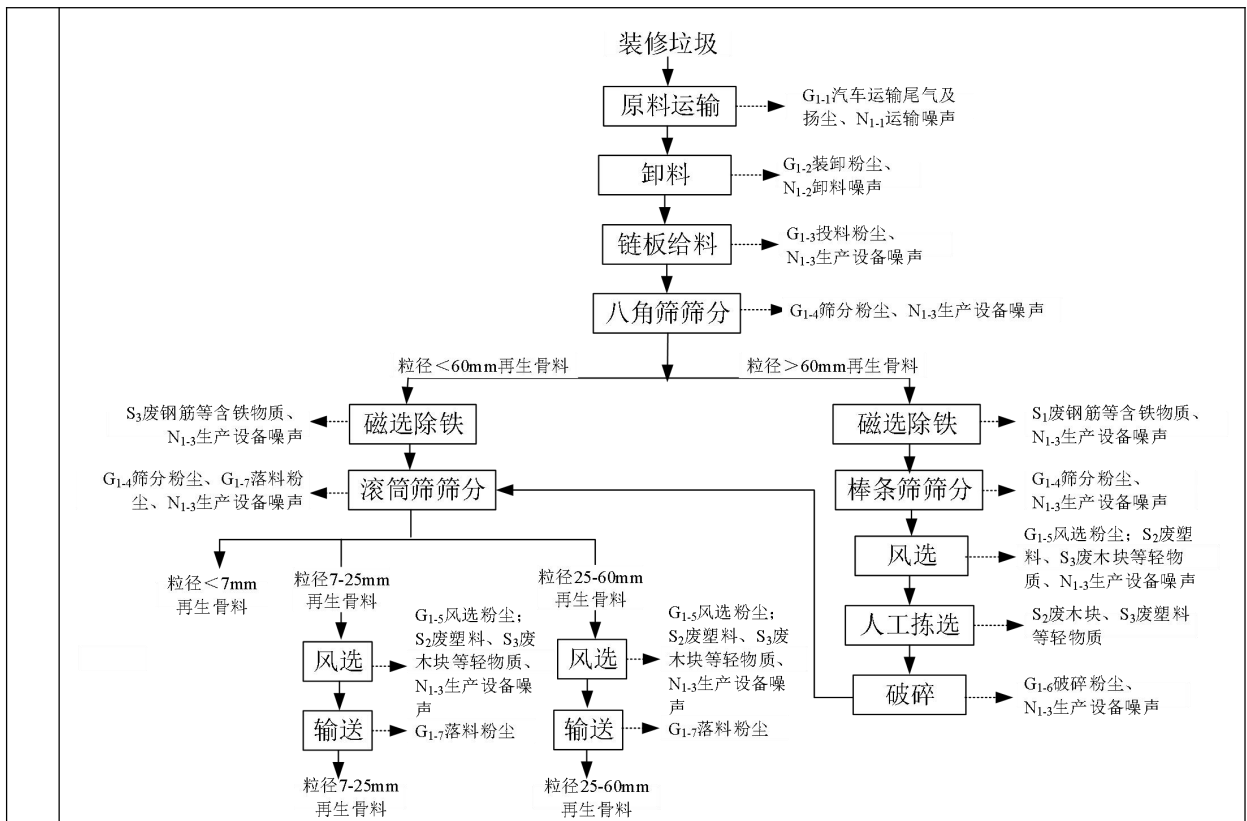 装修垃圾
原料运输
G1-1汽车运输尾气及
扬尘、N1-1运输噪声
卸料
G1-2装卸粉尘、
N1-2卸料噪声
链板给料
G1-3投料粉尘、
N1-3生产设备噪声
八角筛筛分
G1-4筛分粉尘、N1-3生产设备噪声
粒径＜60mm再生骨料
粒径＞60mm再生骨料
S3废钢筋等含铁物质、
N1-3生产设备噪声
磁选除铁
磁选除铁
S1废钢筋等含铁物质、
N1-3生产设备噪声
G1-4筛分粉尘、G1-7落料粉
尘、N1-3生产设备噪声
滚筒筛筛分
棒条筛筛分
G1-4筛分粉尘、
N1-3生产设备噪声
风选
G1-5风选粉尘；S2废塑
料、S3废木块等轻物
质、N1-3生产设备噪声
粒径＜7mm
再生骨料
粒径7-25mm
再生骨料
粒径25-60mm
再生骨料
人工拣选
S2废木块、S3废塑料
等轻物质
风选
G1-5风选粉尘；
S2废塑料、S3废
木块等轻物质、
N1-3生产设备噪
声
风选
G1-5风选粉尘；
S2废塑料、S3废
木块等轻物质、
N1-3生产设备噪
声
破碎
G1-6破碎粉尘、
N1-3生产设备噪声
输送
G1-7落料粉尘
输送
G1-7落料粉尘
粒径7-25mm
再生骨料
粒径25-60mm
再生骨料